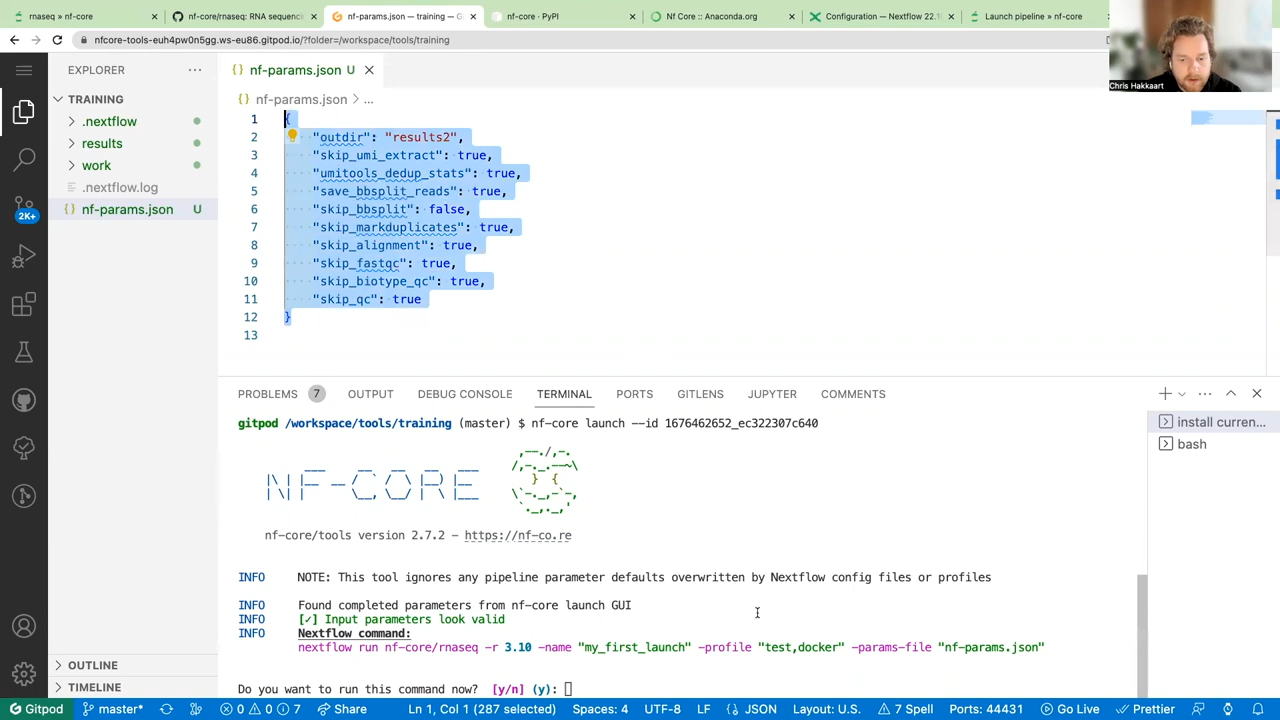 rnaseq » nf-core
nf-core/rnaseq: RNA sequenci
nf-params.json — training — G
nf-core · PyPI
Nf Core :: Anaconda.org
Configuration — Nextflow 22.1
Launch pipeline » nf-core
nfcore-tools-euh4pw0n5gg.ws-eu86.gitpod.io/?folder=/workspace/tools/training
Chris Hakkaart
EXPLORER
nf-params.json U
TRAINING
nf-params.json > ...
.nextflow
results
work
.nextflow.log
nf-params.json U
2K+
1 {
2 "outdir": "results2",
3 "skip_umi_extract": true,
4 "umitools_dedup_stats": true,
5 "save_bbsplit_reads": true,
6 "skip_bbsplit": false,
7 "skip_markduplicates": true,
8 "skip_alignment": true,
9 "skip_fastqc": true,
10 "skip_biotype_qc": true,
11 "skip_qc": true
12 }
13
PROBLEMS 7 OUTPUT DEBUG CONSOLE TERMINAL PORTS GITLENS JUPYTER COMMENTS
gitpod /workspace/tools/training (master) $ nf-core launch --id 1676462652_ec322307c640
install curren...
bash
NF-CORE
nf-core/tools version 2.7.2 - https://nf-co.re
INFO NOTE: This tool ignores any pipeline parameter defaults overwritten by Nextflow config files or profiles
INFO Found completed parameters from nf-core launch GUI
INFO [✓] Input parameters look valid
INFO Nextflow command:
nextflow run nf-core/rnaseq -r 3.10 -name "my_first_launch" -profile "test,docker" -params-file "nf-params.json"
Do you want to run this command now? [y/n] (y):
OUTLINE
TIMELINE
Gitpod master* 0 0 7 Share Ln 1, Col 1 (287 selected) Spaces: 4 UTF-8 LF {} JSON Layout: U.S. 7 Spell Ports: 44431 Go Live Prettier